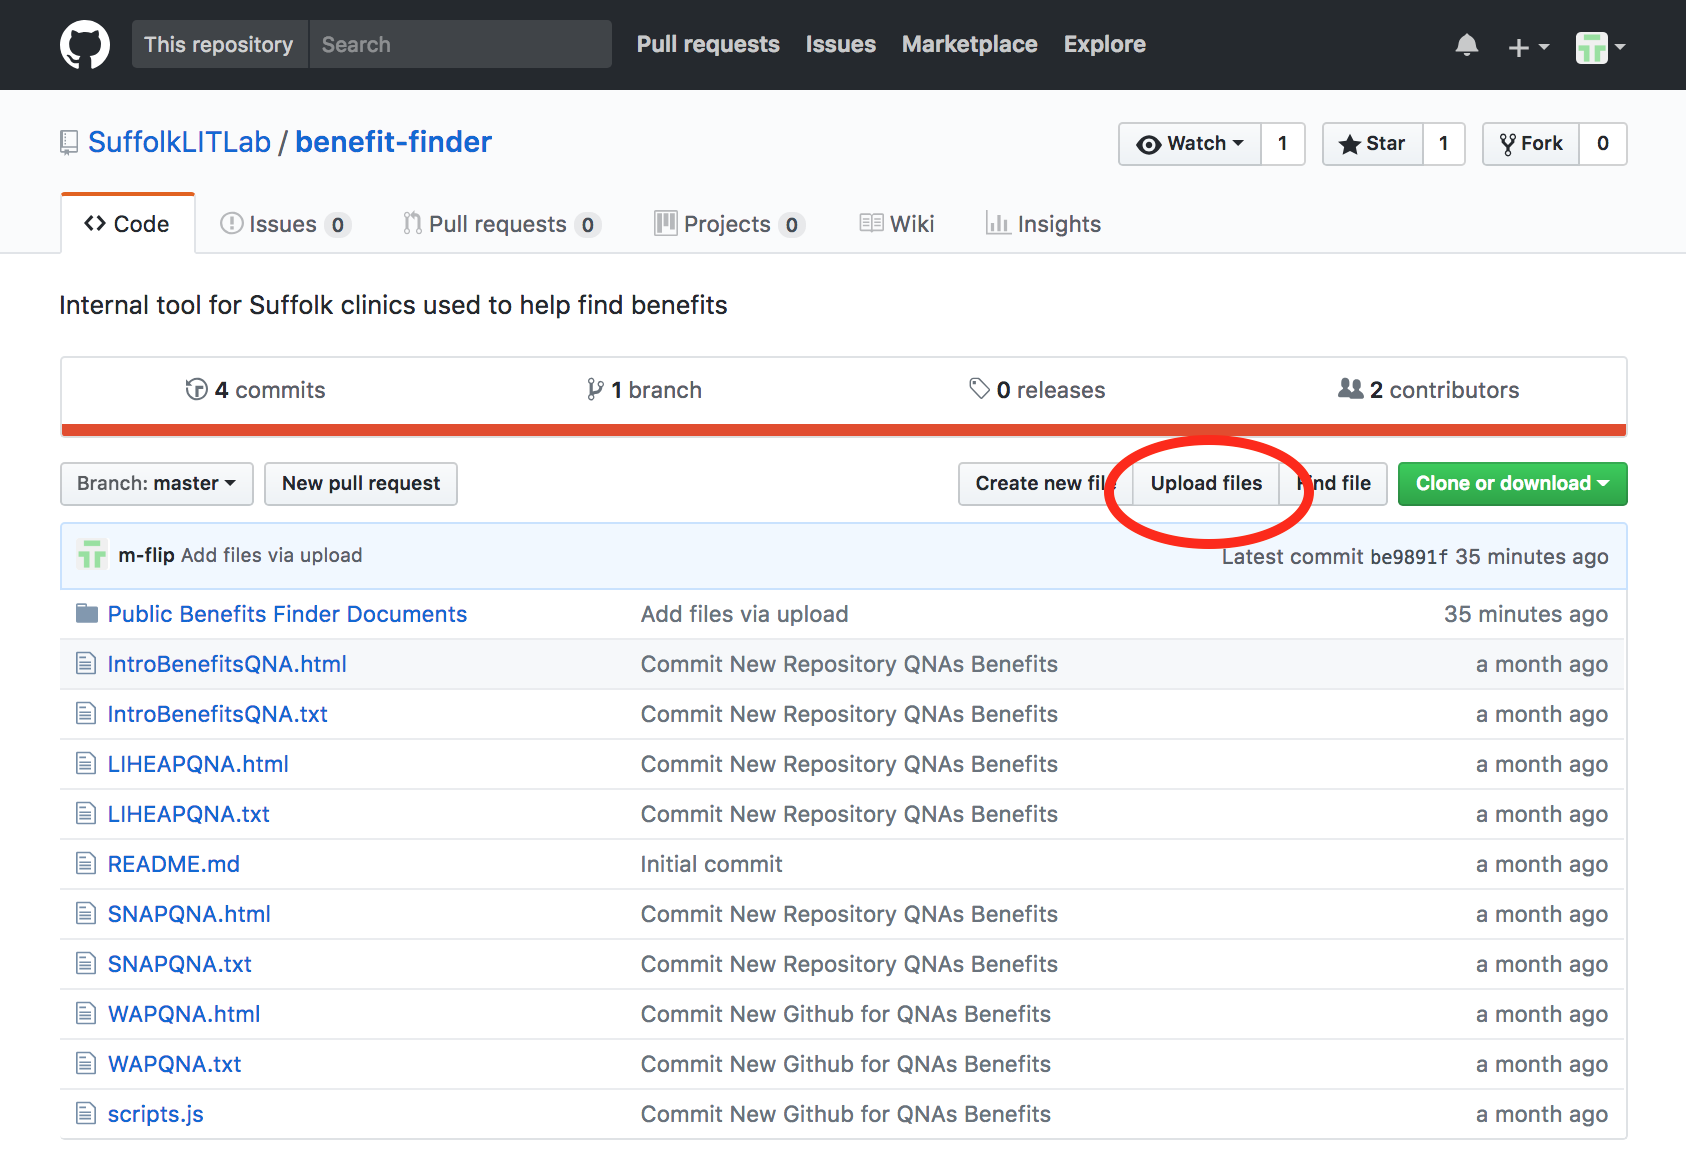 This repository Search Pull requests Issues Marketplace Explore
SuffolkLITLab / benefit-finder Watch 1 Star 1 Fork 0
Code Issues 0 Pull requests 0 Projects 0 Wiki Insights
Internal tool for Suffolk clinics used to help find benefits
4 commits 1 branch 0 releases 2 contributors
Branch: master New pull request Create new file Upload files Find file Clone or download
m-flip Add files via upload Latest commit be9891f 35 minutes ago
Public Benefits Finder Documents Add files via upload 35 minutes ago
IntroBenefitsQNA.html Commit New Repository QNAs Benefits a month ago
IntroBenefitsQNA.txt Commit New Repository QNAs Benefits a month ago
LIHEAPQNA.html Commit New Repository QNAs Benefits a month ago
LIHEAPQNA.txt Commit New Repository QNAs Benefits a month ago
README.md Initial commit a month ago
SNAPQNA.html Commit New Repository QNAs Benefits a month ago
SNAPQNA.txt Commit New Repository QNAs Benefits a month ago
WAPQNA.html Commit New Github for QNAs Benefits a month ago
WAPQNA.txt Commit New Github for QNAs Benefits a month ago
scripts.js Commit New Github for QNAs Benefits a month ago